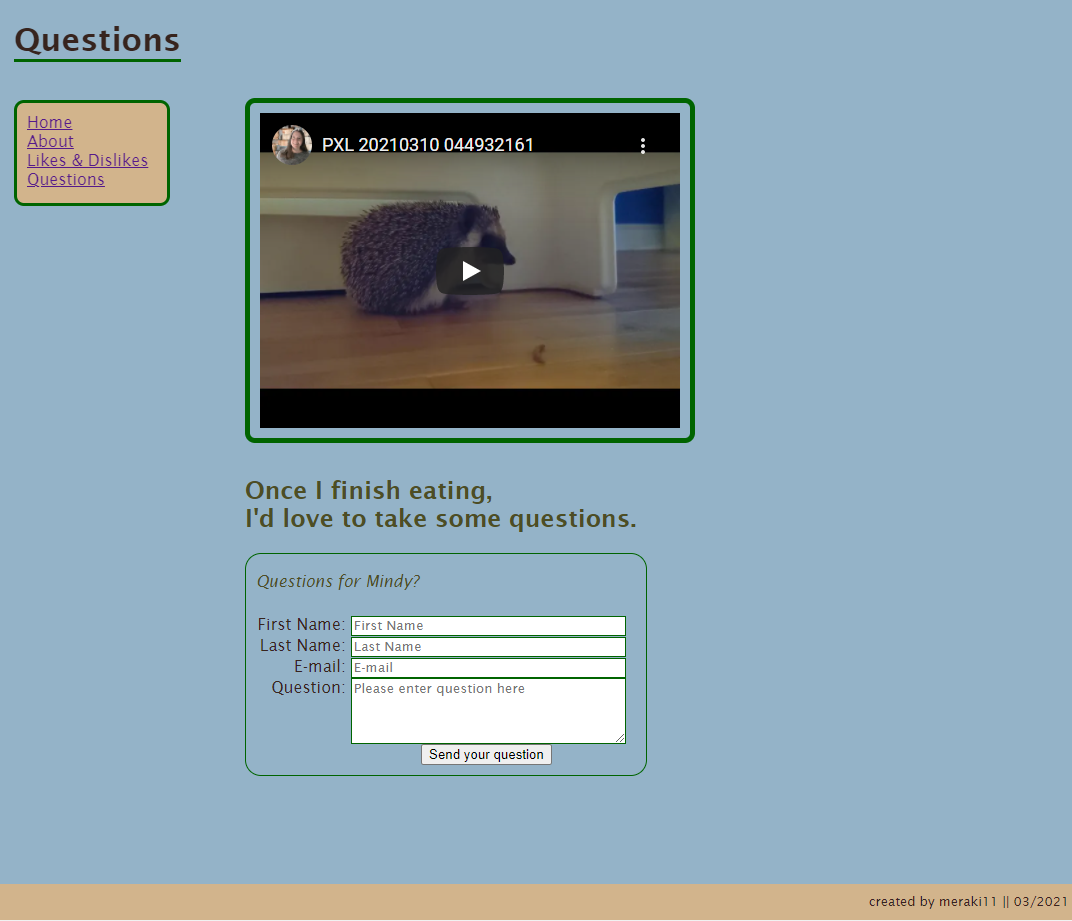 Questions
Home
About
Likes & Dislikes
Questions
PXL 20210310 044932161
Once I finish eating,
I'd love to take some questions.
Questions for Mindy?
First Name: First Name
Last Name: Last Name
E-mail: E-mail
Question: Please enter question here
Send your question
created by meraki11 || 03/2021